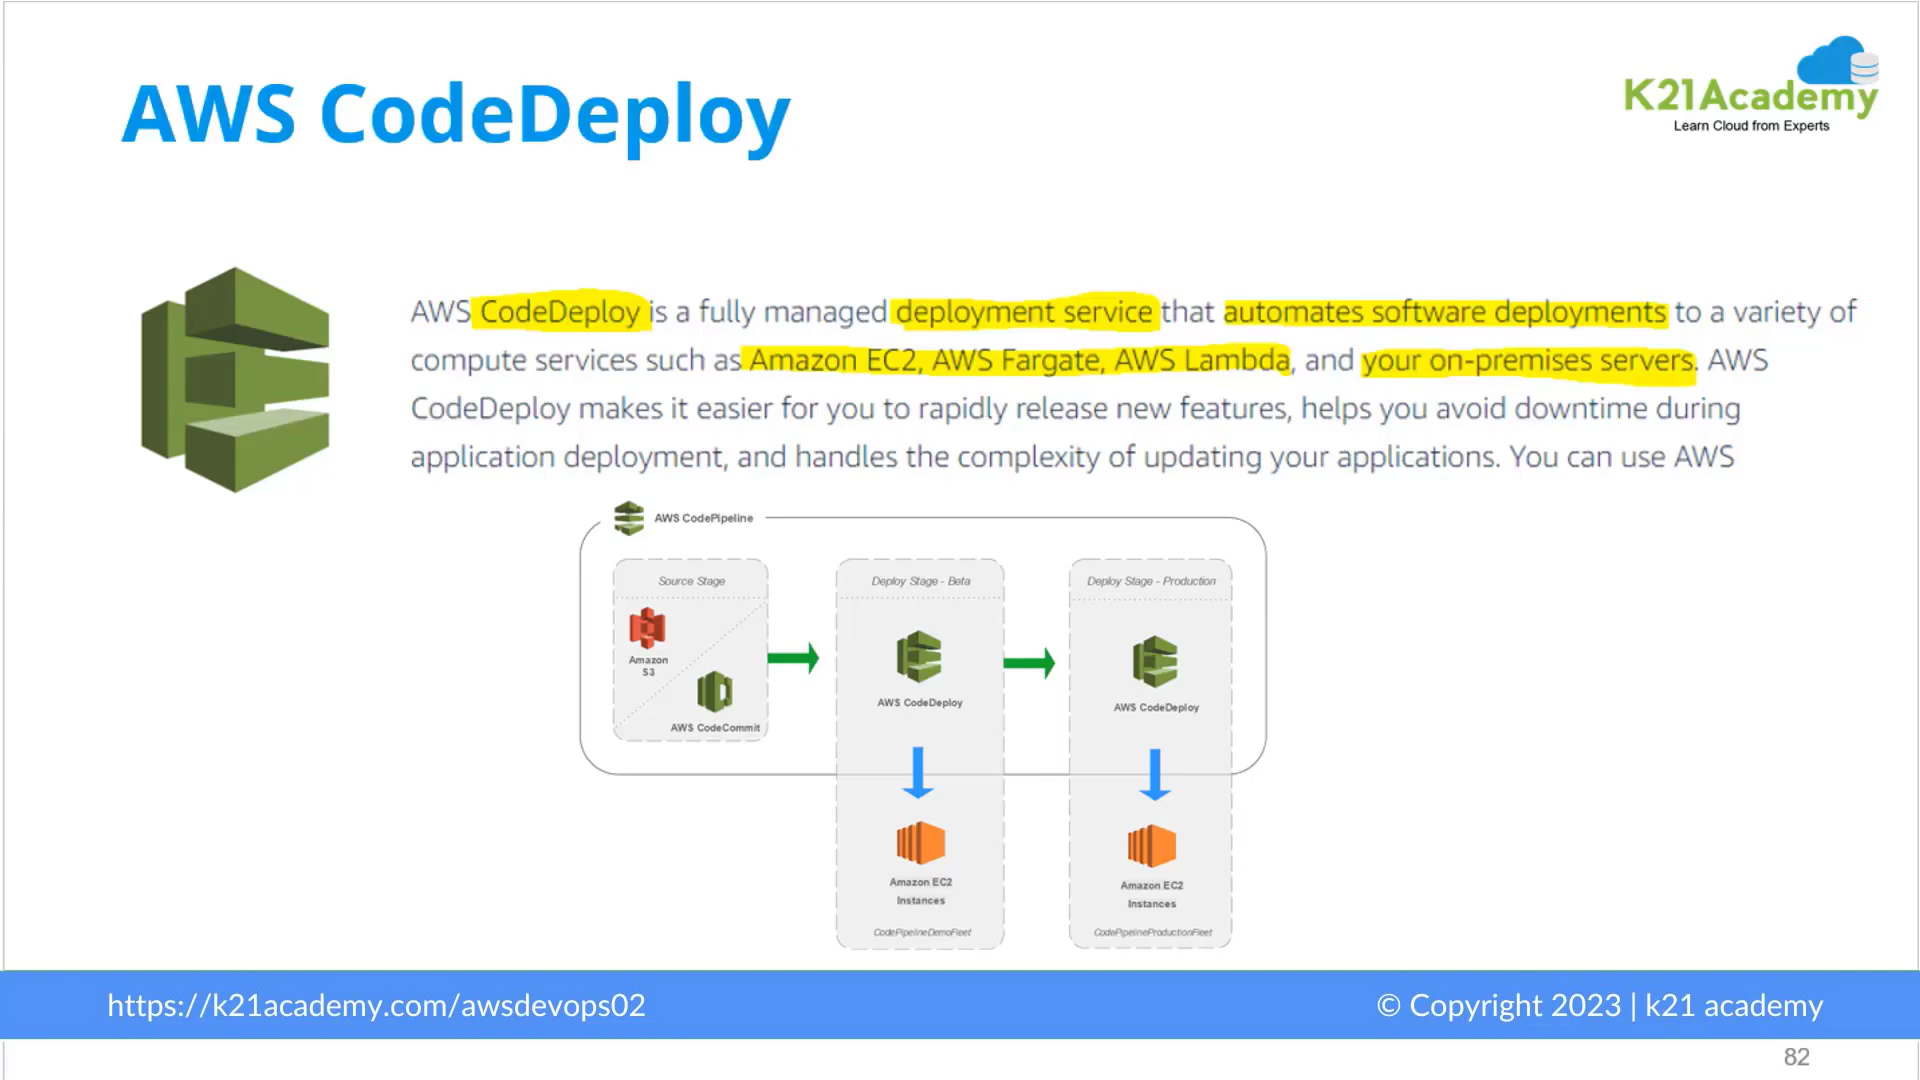 AWS CodeDeploy
K21Academy
Learn Cloud from Experts
AWS CodeDeploy is a fully managed deployment service that automates software deployments to a variety of
compute services such as Amazon EC2, AWS Fargate, AWS Lambda, and your on-premises servers. AWS
CodeDeploy makes it easier for you to rapidly release new features, helps you avoid downtime during
application deployment, and handles the complexity of updating your applications. You can use AWS
AWS CodePipeline
Source Stage
Amazon
S3
AWS CodeCommit
Deploy Stage - Beta
AWS CodeDeploy
Amazon EC2
Instances
CodePipelineDemoFleet
Deploy Stage - Production
AWS CodeDeploy
Amazon EC2
Instances
CodePipelineProductionFleet
https://k21academy.com/awsdevops02
© Copyright 2023 | k21 academy
82